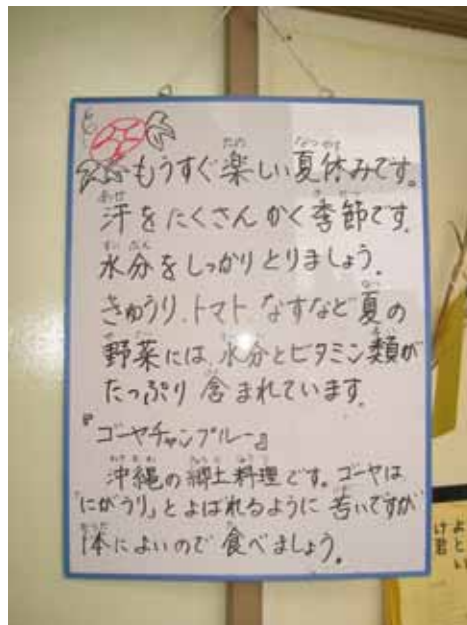 もうすぐ楽しい夏休みです。
汗をたくさんかく季節です.
水分をしっかりとりましょう.
きゅうり、トマト なすなど夏の
野菜には、水分とビタミン類が
たっぷり 含まれています.
『ゴーヤチャンプルー』
沖縄の郷土料理です。ゴーヤは
「にがうり」とよばれるように 苦いですが
体によいので 食べましょう。
よとい
け君